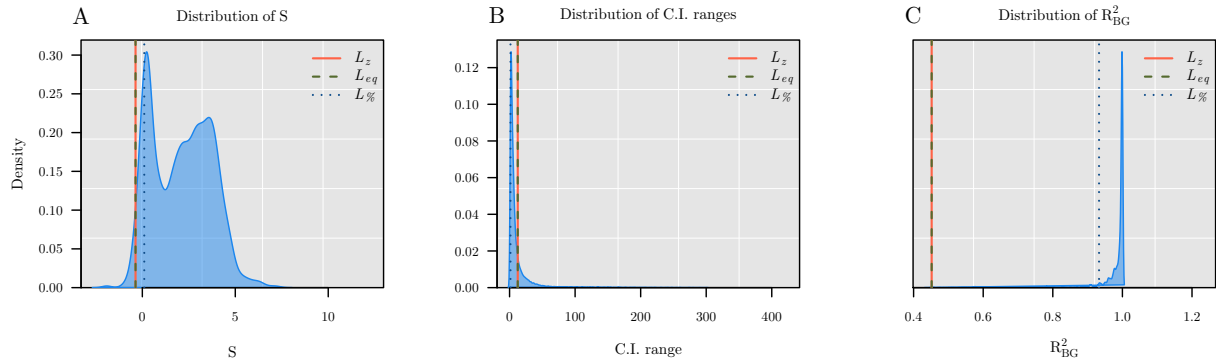 A
Distribution of S
Density
0.30
0.25
0.20
0.15
0.10
0.05
0.00
L_z
L_eq
L_%
0 5 10
S
B
Distribution of C.I. ranges
0.12
0.10
0.08
0.06
0.04
0.02
0.00
L_z
L_eq
L_%
0 100 200 300 400
C.I. range
C
Distribution of R²_BG
L_z
L_eq
L_%
0.4 0.6 0.8 1.0 1.2
R²_BG